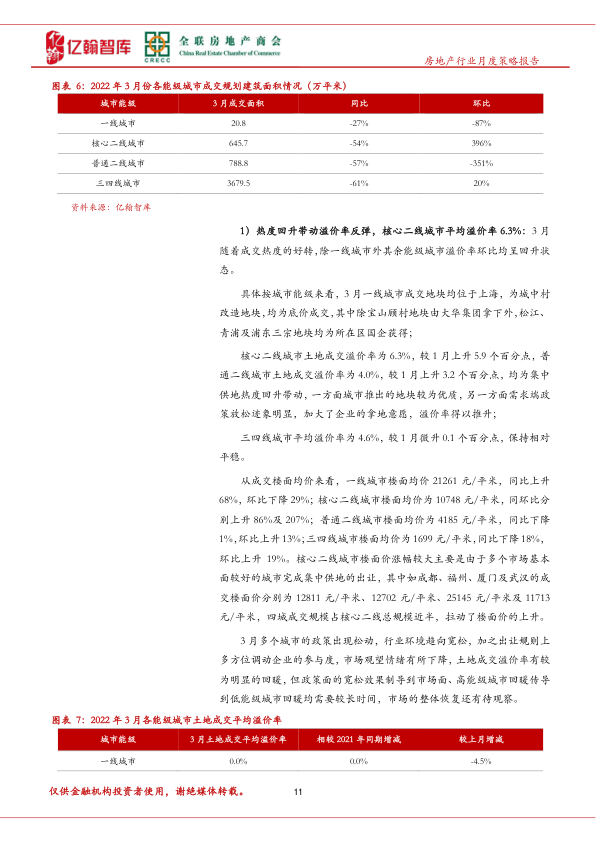 亿翰智库
CRECC
全联房地产商会
China Real Estate Chamber of Commerce
房地产行业月度策略报告
图表 6：2022 年 3 月份各能级城市成交规划建筑面积情况（万平米）
城市能级 3 月成交面积 同比 环比
一线城市 20.8 -27% -87%
核心二线城市 645.7 -54% 396%
普通二线城市 788.8 -57% -351%
三四线城市 3679.5 -61% 20%
资料来源：亿翰智库
1）热度回升带动溢价率反弹，核心二线城市平均溢价率 6.3%：3 月
随着成交热度的好转,除一线城市外其余能级城市溢价率环比均呈回升状
态。
具体按城市能级来看，3 月一线城市成交地块均位于上海，为城中村
改造地块,均为底价成交,其中除宝山顾村地块由大华集团拿下外,松江、
青浦及浦东三宗地块均为所在区国企获得；
核心二线城市土地成交溢价率为 6.3%，较 1 月上升 5.9 个百分点，普
通二线城市土地成交溢价率为 4.0%，较 1 月上升 3.2 个百分点，均为集中
供地热度回升带动，一方面城市推出的地块较为优质，另一方面需求端政
策放松迹象明显，加大了企业的拿地意愿，溢价率得以推升；
三四线城市平均溢价率为 4.6%，较 1 月微升 0.1 个百分点，保持相对
平稳。
从成交楼面均价来看，一线城市楼面均价 21261 元/平米，同比上升
68%，环比下降 29%；核心二线城市楼面均价为 10748 元/平米，同环比分
别上升 86%及 207%；普通二线城市楼面均价为 4185 元/平米，同比下降
1%,环比上升 13%;三四线城市楼面均价为 1699 元/平米,同比下降 18%，
环比上升 19%。核心二线城市楼面价涨幅较大主要是由于多个市场基本
面较好的城市完成集中供地的出让，其中如成都、福州、厦门及武汉的成
交楼面价分别为 12811 元/平米、12702 元/平米、25145 元/平米及 11713
元/平米，四城成交规模占核心二线总规模近半，拉动了楼面价的上升。
3 月多个城市的政策出现松动，行业环境趋向宽松，加之出让规则上
多方位调动企业的参与度，市场观望情绪有所下降，土地成交溢价率有较
为明显的回暖，但政策面的宽松效果制导到市场面、高能级城市回暖传导
到低能级城市回暖均需要较长时间，市场的整体恢复还有待观察。
图表 7：2022 年 3 月各能级城市土地成交平均溢价率
城市能级 3 月土地成交平均溢价率 相较 2021 年同期增减 较上月增减
一线城市 0.0% 0.0% -4.5%
仅供金融机构投资者使用，谢绝媒体转载。 11